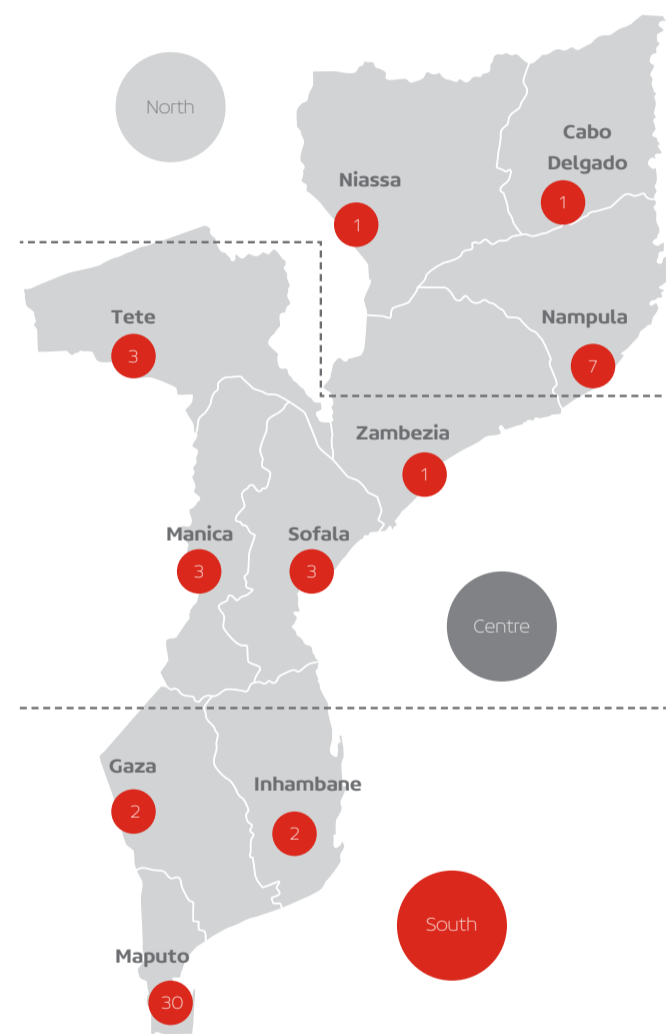 North
Cabo
Delgado
1
Niassa
1
Tete
3
Nampula
7
Zambezia
1
Manica
3
Sofala
3
Centre
Gaza
2
Inhambane
2
South
Maputo
30